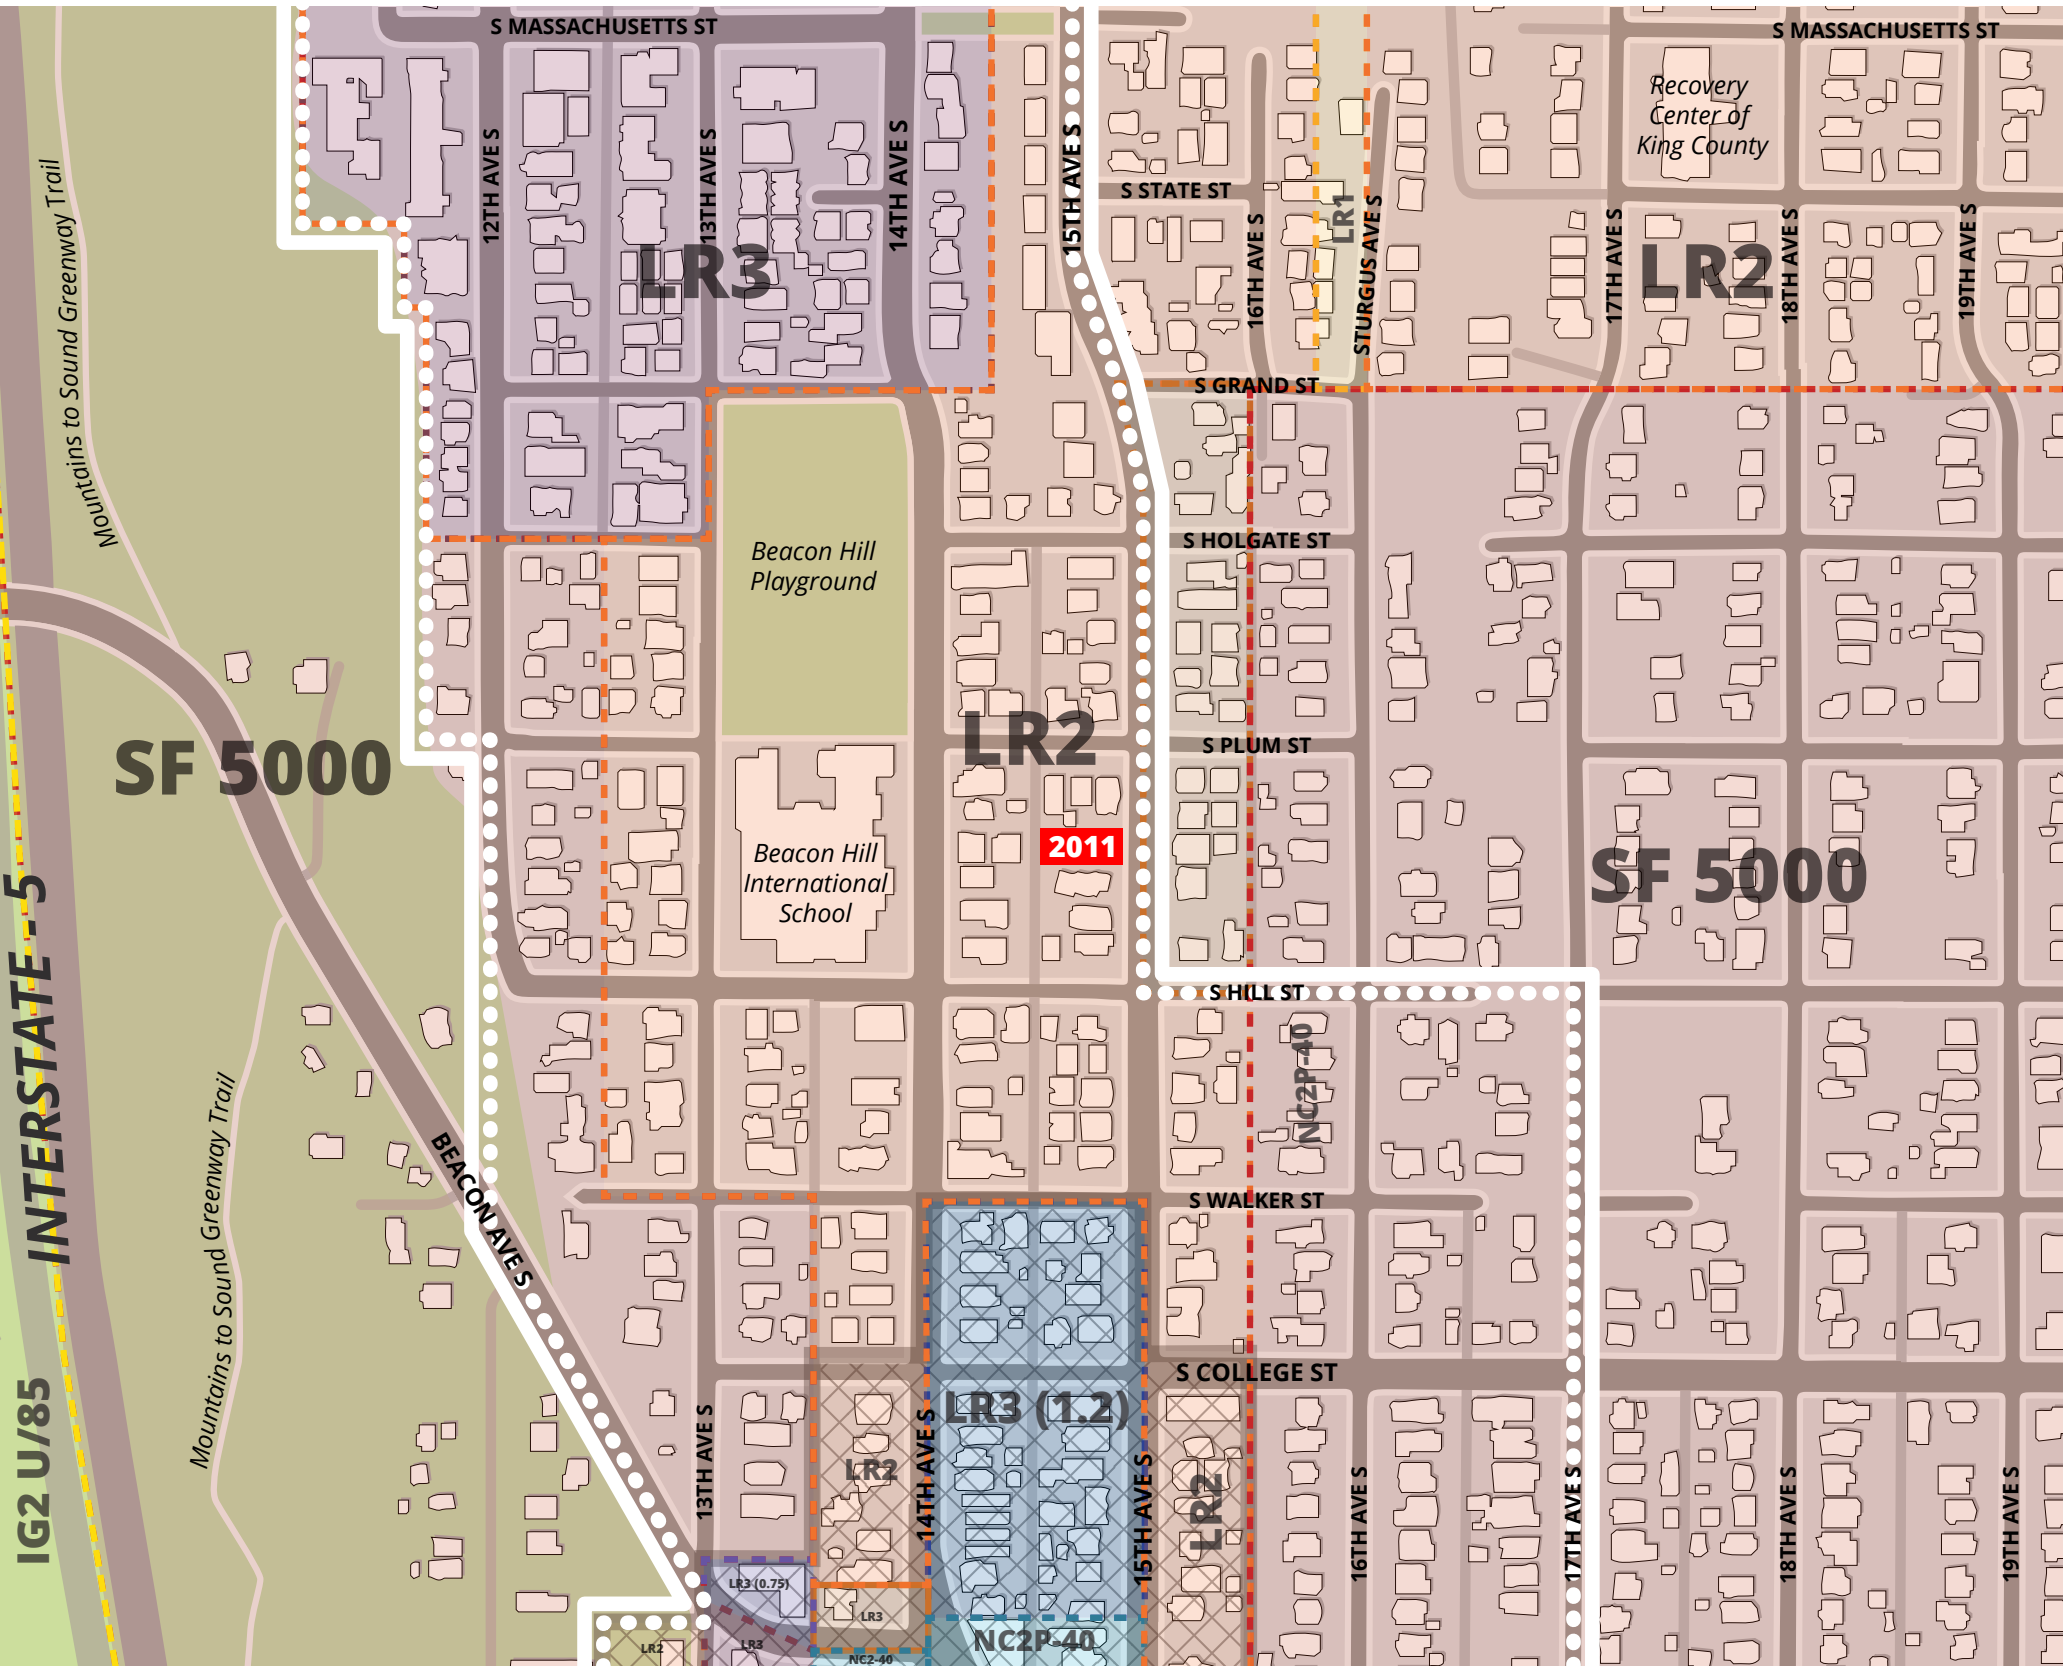 S MASSACHUSETTS ST
S MASSACHUSETTS ST
Recovery
Center of
King County
12TH AVE S
13TH AVE S
14TH AVE S
15TH AVE S
S STATE ST
LR1
STURGUS AVE S
16TH AVE S
17TH AVE S
18TH AVE S
19TH AVE S
LR3
LR2
Mountains to Sound Greenway Trail
S GRAND ST
S HOLGATE ST
Beacon Hill
Playground
LR2
S PLUM ST
SF 5000
2011
Beacon Hill
International
School
SF 5000
INTERSTATE - 5
S HILL ST
NC2P-40
Mountains to Sound Greenway Trail
BEACON AVE S
S WALKER ST
S COLLEGE ST
LR3 (1.2)
IG2 U/85
13TH AVE S
LR2
14TH AVE S
15TH AVE S
LR2
16TH AVE S
17TH AVE S
18TH AVE S
19TH AVE S
LR3 (0.75)
LR3
LR2
LR3
NC2P-40
NC2-40